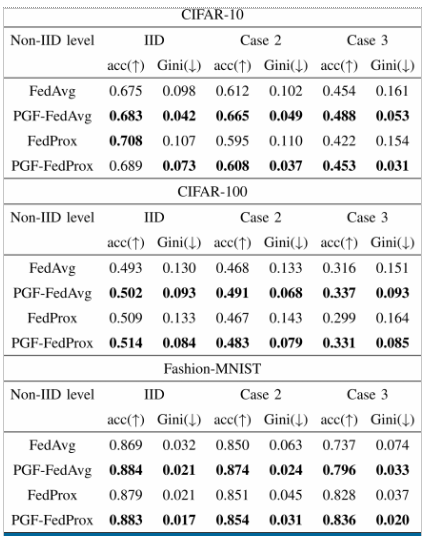 CIFAR-10
Non-IID level IID Case 2 Case 3
acc(↑) Gini(↓) acc(↑) Gini(↓) acc(↑) Gini(↓)
FedAvg 0.675 0.098 0.612 0.102 0.454 0.161
PGF-FedAvg 0.683 0.042 0.665 0.049 0.488 0.053
FedProx 0.708 0.107 0.595 0.110 0.422 0.154
PGF-FedProx 0.689 0.073 0.608 0.037 0.453 0.031
CIFAR-100
Non-IID level IID Case 2 Case 3
acc(↑) Gini(↓) acc(↑) Gini(↓) acc(↑) Gini(↓)
FedAvg 0.493 0.130 0.468 0.133 0.316 0.151
PGF-FedAvg 0.502 0.093 0.491 0.068 0.337 0.093
FedProx 0.509 0.133 0.467 0.143 0.299 0.164
PGF-FedProx 0.514 0.084 0.483 0.079 0.331 0.085
Fashion-MNIST
Non-IID level IID Case 2 Case 3
acc(↑) Gini(↓) acc(↑) Gini(↓) acc(↑) Gini(↓)
FedAvg 0.869 0.032 0.850 0.063 0.737 0.074
PGF-FedAvg 0.884 0.021 0.874 0.024 0.796 0.033
FedProx 0.879 0.021 0.851 0.045 0.828 0.037
PGF-FedProx 0.883 0.017 0.854 0.031 0.836 0.020